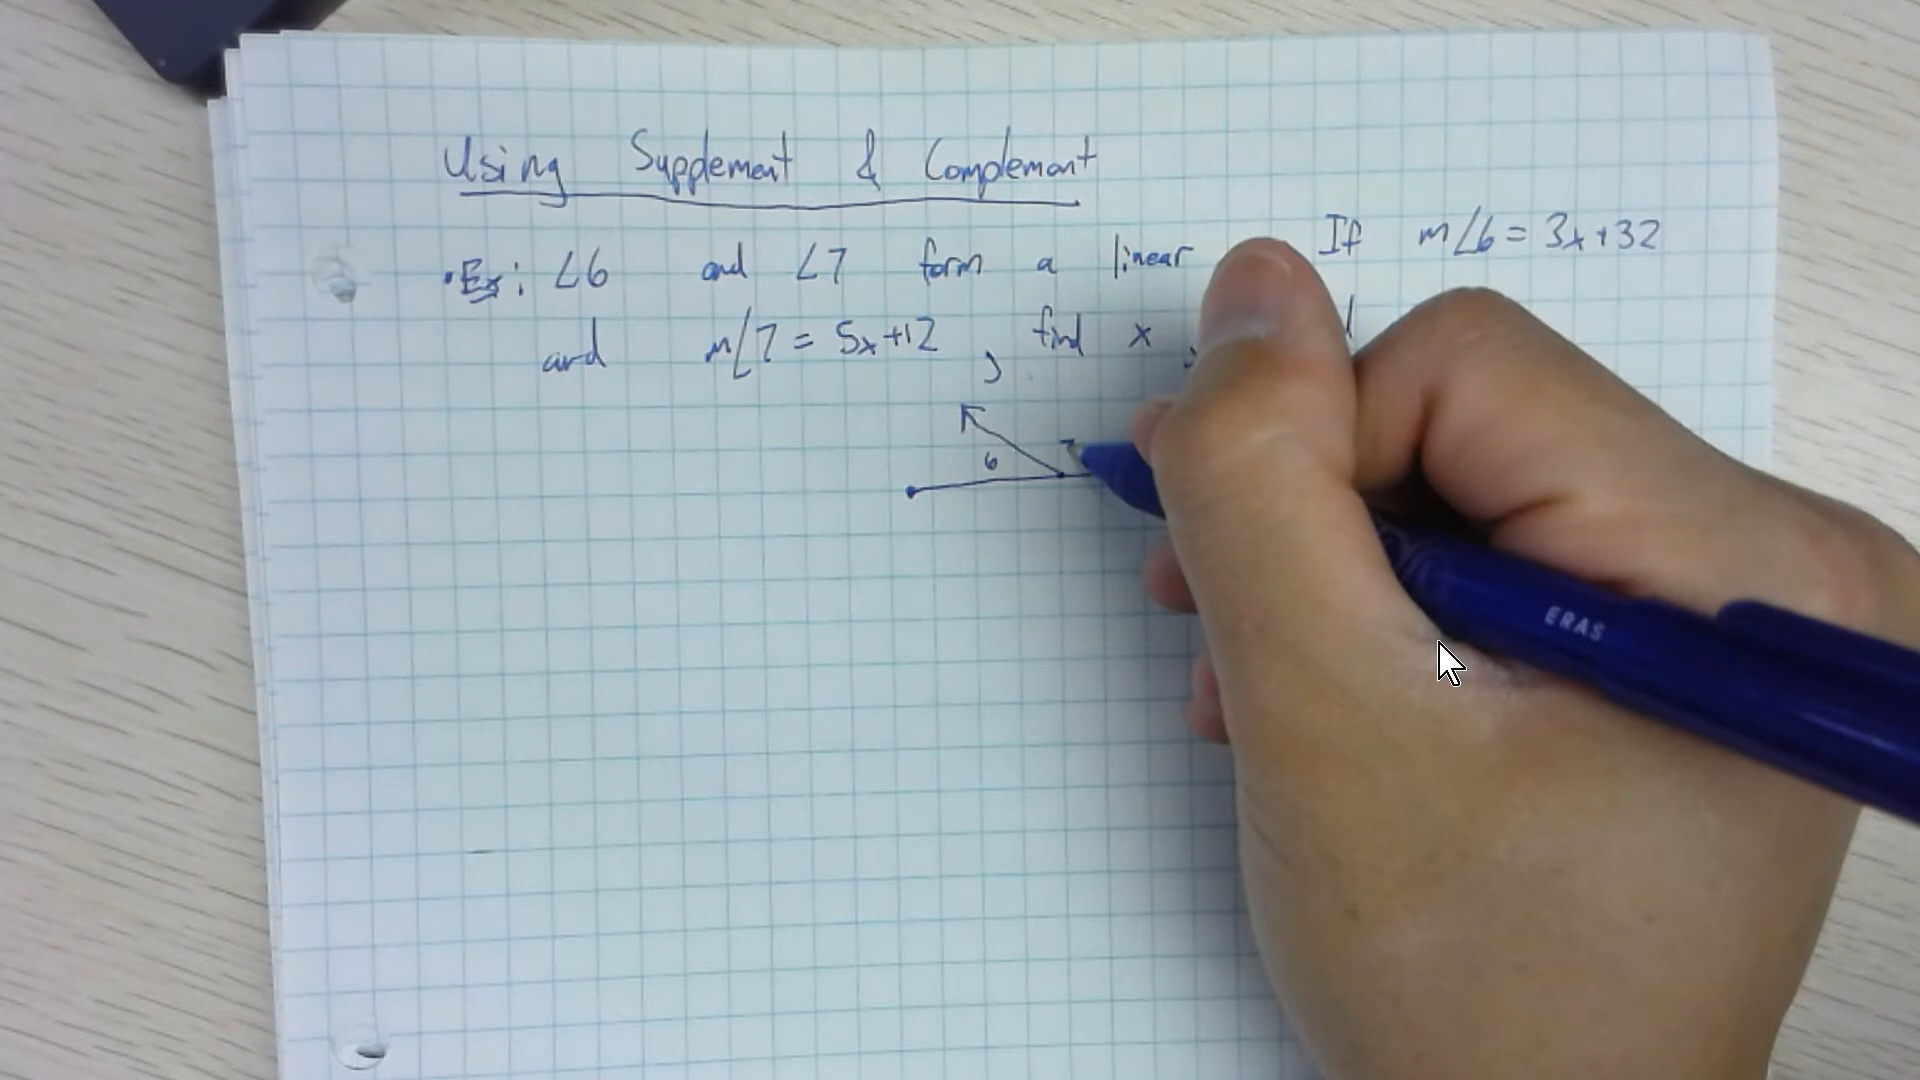 Using Supplement & Complement
•Ex: ∠6 and ∠7 form a linear If m∠6 = 3x+32
and m∠7 = 5x+12, find x,
6 7
ERAS